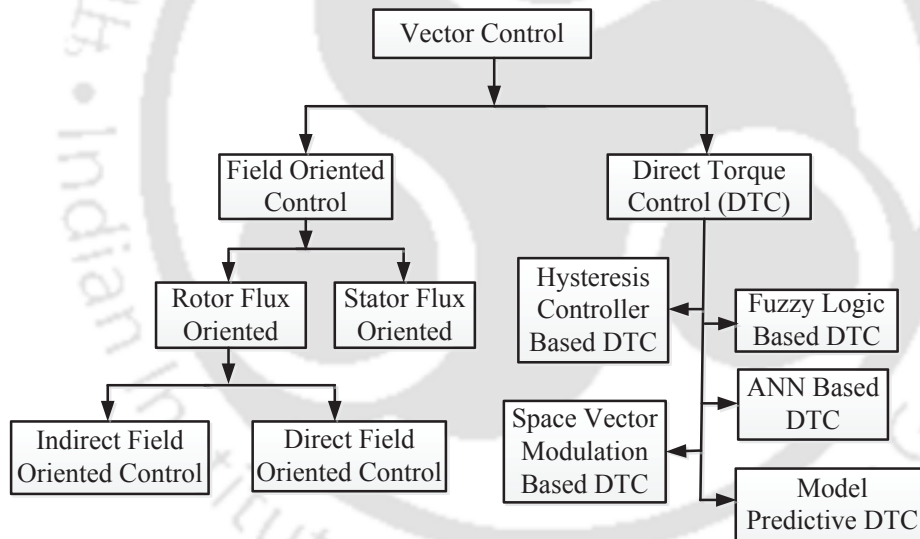 Vector Control
Field Oriented
Control
Direct Torque
Control (DTC)
Rotor Flux
Oriented
Stator Flux
Oriented
Hysteresis
Controller
Based DTC
Fuzzy Logic
Based DTC
Indirect Field
Oriented Control
Direct Field
Oriented Control
Space Vector
Modulation
Based DTC
ANN Based
DTC
Model
Predictive DTC
Indian Institut